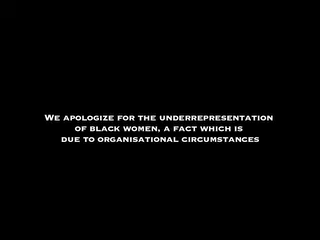 We apologize for the underrepresentation
of black women, a fact which is
due to organisational circumstances